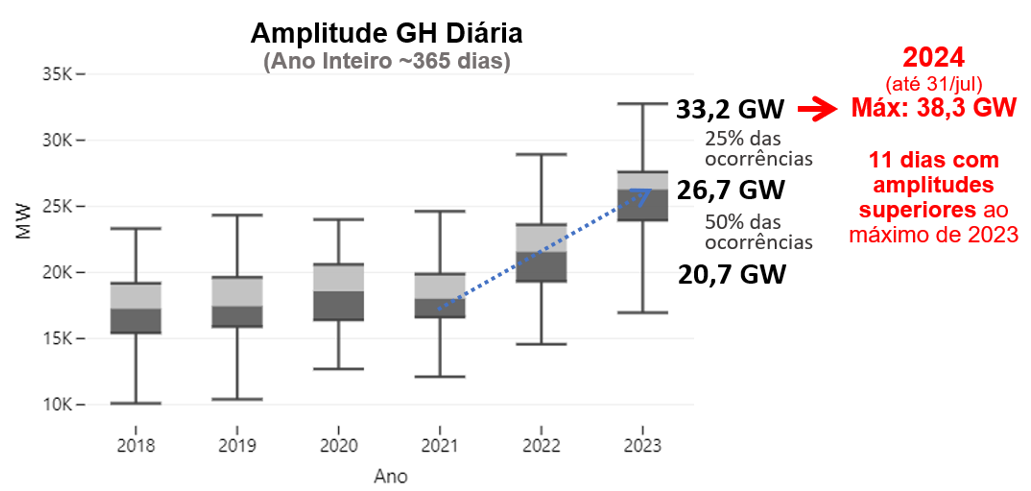 Amplitude GH Diária
(Ano Inteiro ~365 dias)
35K
30K
25K
20K
15K
10K
MW
2018
2019
2020
2021
2022
2023
Ano
33,2 GW
25% das
ocorrências
26,7 GW
50% das
ocorrências
20,7 GW
2024
(até 31/jul)
Máx: 38,3 GW
11 dias com
amplitudes
superiores ao
máximo de 2023